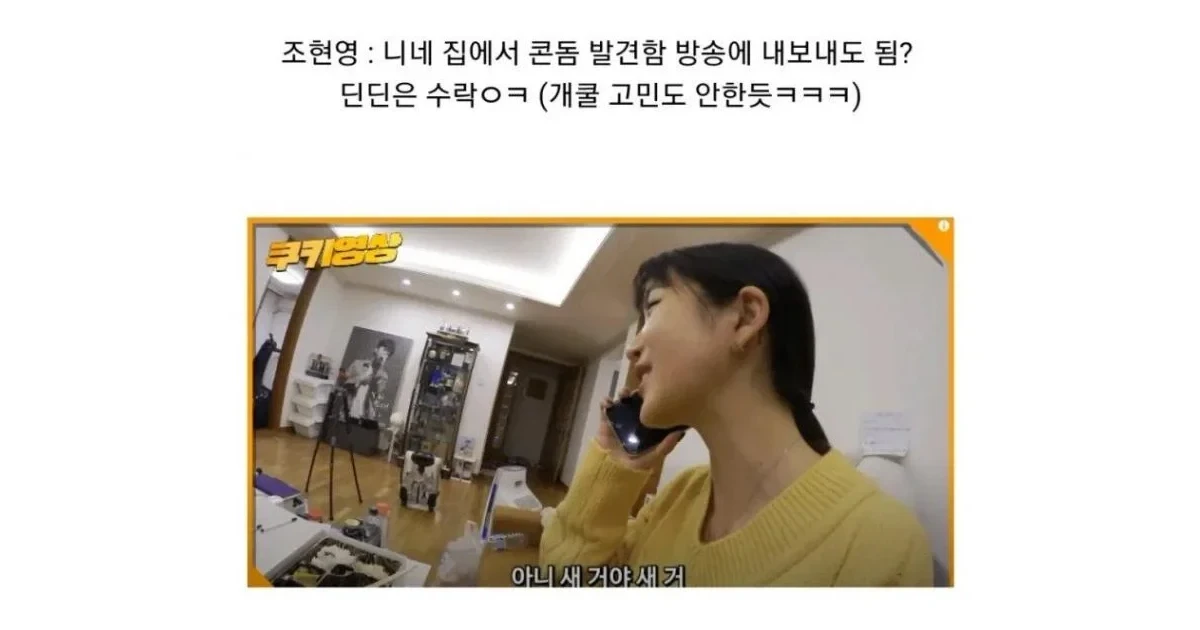 조현영 : 니네 집에서 콘돔 발견함 방송에 내보내도 됨?
딘딘은 수락ㅇㅋ (개쿨 고민도 안한듯ㅋㅋㅋ)
쿠키영상
아니 새 거야 새 거